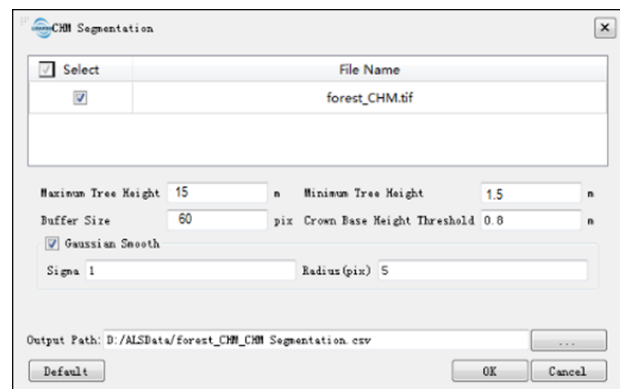 CHM Segmentation
Select File Name
forest_CHM.tif
Maximum Tree Height 15 m Minimum Tree Height 1.5 m
Buffer Size 60 pix Crown Base Height Threshold 0.8 m
Gaussian Smooth
Sigma 1 Radius(pix) 5
Output Path: D:/ALSData/forest_CHM_CHM Segmentation.csv ...
Default OK Cancel